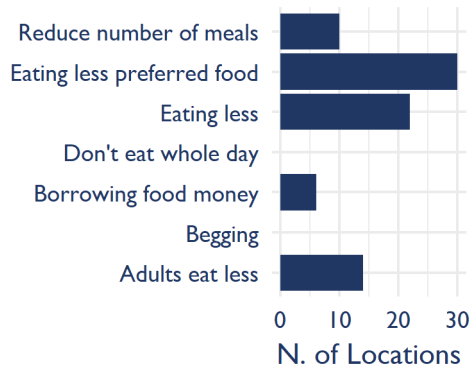 Reduce number of meals
Eating less preferred food
Eating less
Don't eat whole day
Borrowing food money
Begging
Adults eat less
0 10 20 30
N. of Locations